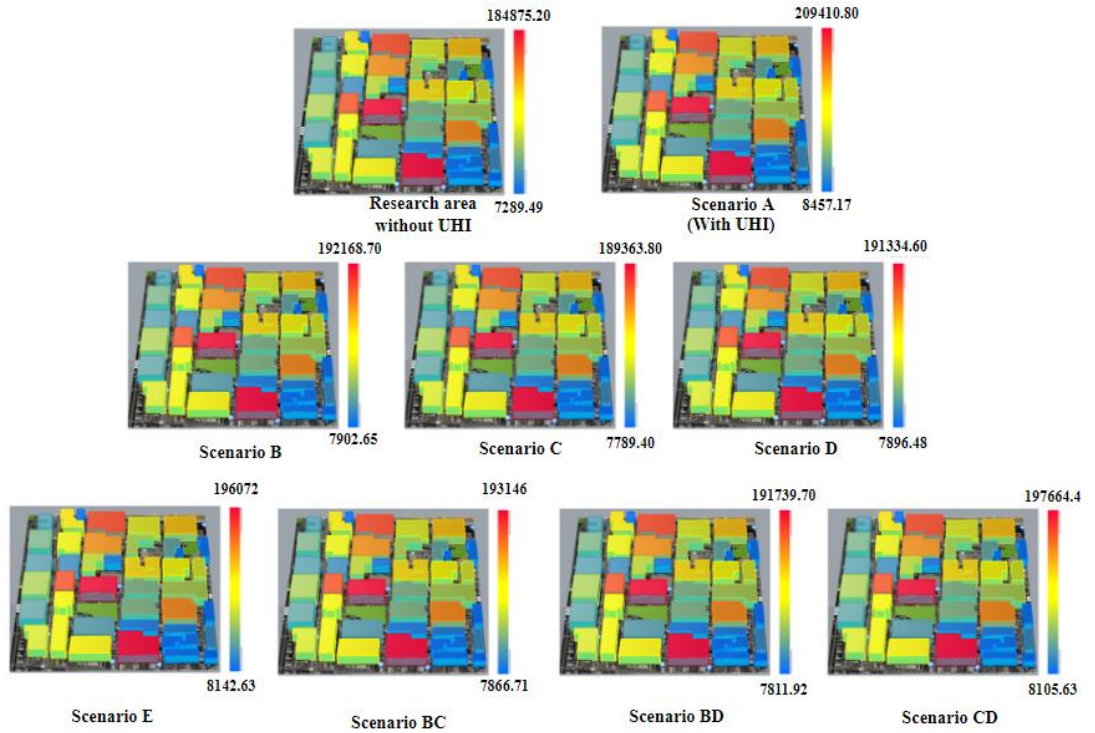 184875.20
209410.80
Research area
without UHI
7289.49
Scenario A
(With UHI)
8457.17
192168.70
189363.80
191334.60
7902.65
7789.40
7896.48
Scenario B
Scenario C
Scenario D
196072
193146
191739.70
197664.4
8142.63
7866.71
7811.92
8105.63
Scenario E
Scenario BC
Scenario BD
Scenario CD